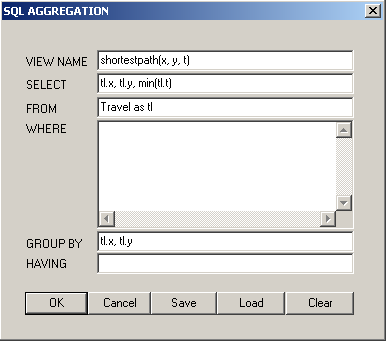 SQL AGGREGATION
VIEW NAME shortestpath(x, y, t)
SELECT tl.x, tl.y, min(tl.t)
FROM Travel as tl
WHERE
GROUP BY tl.x, tl.y
HAVING
OK Cancel Save Load Clear